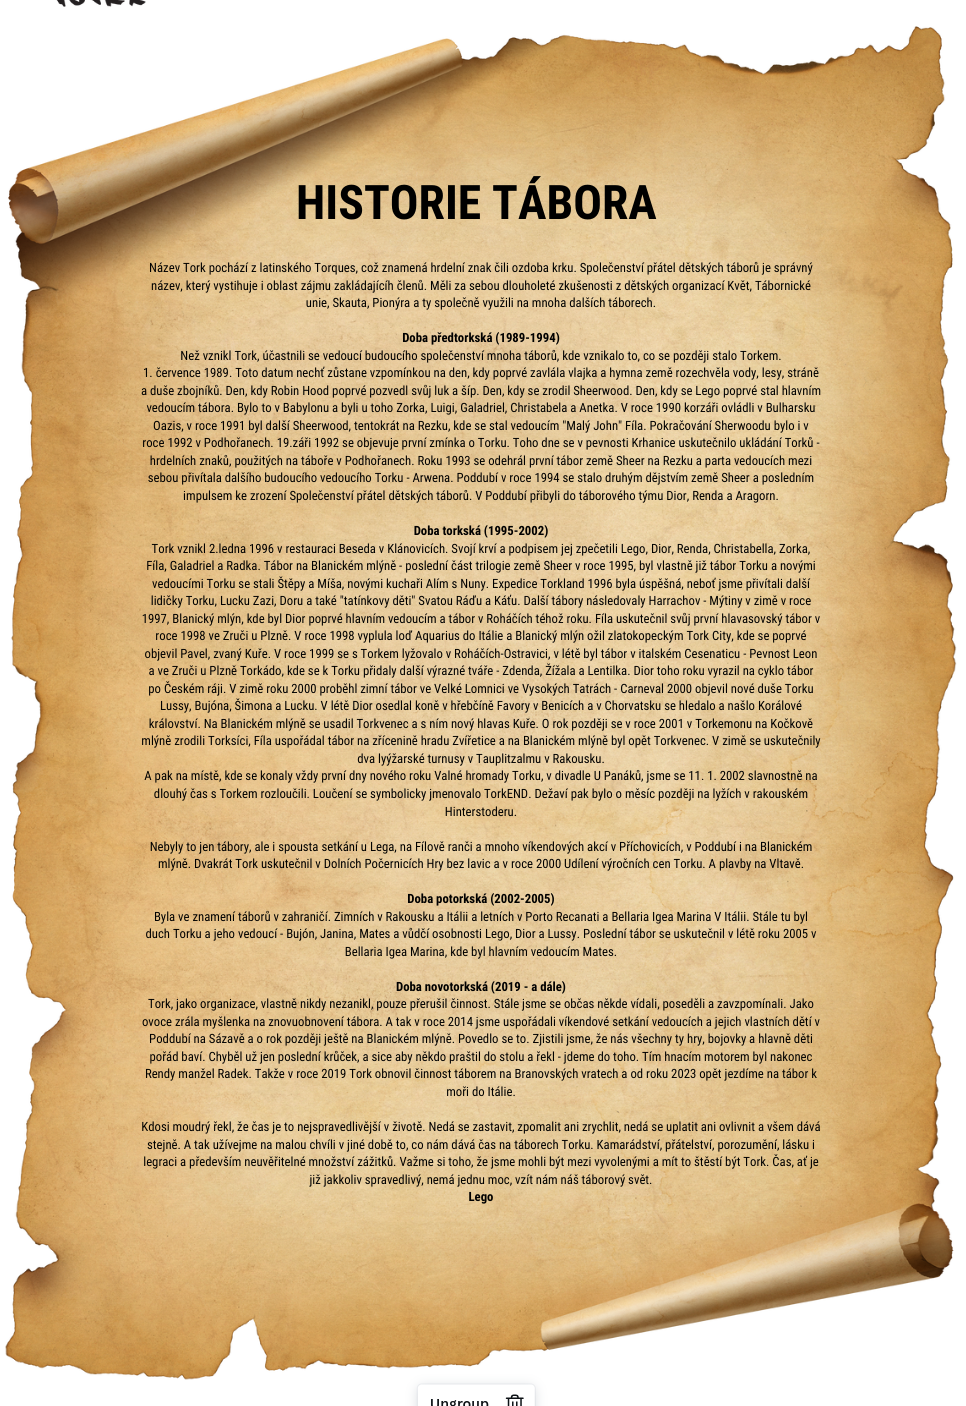 HISTORIE TÁBORA
Název Tork pochází z latinského Torques, což znamená hrdelní znak čili ozdoba krku. Společenství přátel dětských táborů je správný
název, který vystihuje i oblast zájmu zakládajícíh členů. Měli za sebou dlouholeté zkušenosti z dětských organizací Květ, Tábornické
unie, Skauta, Pionýra a ty společně využili na mnoha dalších táborech.
Doba předtorkská (1989-1994)
Než vznikl Tork, účastnili se vedoucí budoucího společenství mnoha táborů, kde vznikalo to, co se později stalo Torkem.
1. července 1989. Toto datum nechť zůstane vzpomínkou na den, kdy poprvé zavlála vlajka a hymna země rozechvěla vody, lesy, stráně
a duše zbojníků. Den, kdy Robin Hood poprvé pozvedl svůj luk a šíp. Den, kdy se zrodil Sheerwood. Den, kdy se Lego poprvé stal hlavním
vedoucím tábora. Bylo to v Babylonu a byli u toho Zorka, Luigi, Galadriel, Christabela a Anetka. V roce 1990 korzáři ovládli v Bulharsku
Oazis, v roce 1991 byl další Sheerwood, tentokrát na Rezku, kde se stal vedoucím "Malý John" Fíla. Pokračování Sherwoodu bylo i v
roce 1992 v Podhořanech. 19.září 1992 se objevuje první zmínka o Torku. Toho dne se v pevnosti Krhanice uskutečnilo ukládání Torků -
hrdelních znaků, použitých na táboře v Podhořanech. Roku 1993 se odehrál první tábor země Sheer na Rezku a parta vedoucích mezi
sebou přivítala dalšího budoucího vedoucího Torku - Arwena. Poddubí v roce 1994 se stalo druhým dějstvím země Sheer a posledním
impulsem ke zrození Společenství přátel dětských táborů. V Poddubí přibyli do táborového týmu Dior, Renda a Aragorn.
Doba torkská (1995-2002)
Tork vznikl 2.ledna 1996 v restauraci Beseda v Klánovicích. Svojí krví a podpisem jej zpečetili Lego, Dior, Renda, Christabella, Zorka,
Fíla, Galadriel a Radka. Tábor na Blanickém mlýně - poslední část trilogie země Sheer v roce 1995, byl vlastně již tábor Torku a novými
vedoucími Torku se stali Štěpy a Míša, novými kuchaři Alím s Nuny. Expedice Torkland 1996 byla úspěšná, neboť jsme přivítali další
lidičky Torku, Lucku Zazi, Doru a také "tatínkovy děti" Svatou Ráďu a Káťu. Další tábory následovaly Harrachov - Mýtiny v zimě v roce
1997, Blanický mlýn, kde byl Dior poprvé hlavním vedoucím a tábor v Roháčích téhož roku. Fíla uskutečnil svůj první hlavasovský tábor v
roce 1998 ve Zruči u Plzně. V roce 1998 vyplula loď Aquarius do Itálie a Blanický mlýn ožil zlatokopeckým Tork City, kde se poprvé
objevil Pavel, zvaný Kuře. V roce 1999 se s Torkem lyžovalo v Roháčích-Ostravici, v létě byl tábor v italském Cesenaticu - Pevnost Leon
a ve Zruči u Plzně Torkádo, kde se k Torku přidaly další výrazné tváře - Zdenda, Žížala a Lentilka. Dior toho roku vyrazil na cyklo tábor
po Českém ráji. V zimě roku 2000 proběhl zimní tábor ve Velké Lomnici ve Vysokých Tatrách - Carneval 2000 objevil nové duše Torku
Lussy, Bujóna, Šimona a Lucku. V létě Dior osedlal koně v hřebčíně Favory v Benicích a v Chorvatsku se hledalo a našlo Korálové
království. Na Blanickém mlýně se usadil Torkvenec a s ním nový hlavas Kuře. O rok později se v roce 2001 v Torkemonu na Kočkově
mlýně zrodili Torksíci, Fíla uspořádal tábor na zřícenině hradu Zvířetice a na Blanickém mlýně byl opět Torkvenec. V zimě se uskutečnily
dva lyýžarské turnusy v Tauplitzalmu v Rakousku.
A pak na místě, kde se konaly vždy první dny nového roku Valné hromady Torku, v divadle U Panáků, jsme se 11. 1. 2002 slavnostně na
dlouhý čas s Torkem rozloučili. Loučení se symbolicky jmenovalo TorkEND. Dežaví pak bylo o měsíc později na lyžích v rakouském
Hinterstoderu.
Nebyly to jen tábory, ale i spousta setkání u Lega, na Fílově ranči a mnoho víkendových akcí v Příchovicích, v Poddubí i na Blanickém
mlýně. Dvakrát Tork uskutečnil v Dolních Počernicích Hry bez lavic a v roce 2000 Udílení výročních cen Torku. A plavby na Vltavě.
Doba potorkská (2002-2005)
Byla ve znamení táborů v zahraničí. Zimních v Rakousku a Itálii a letních v Porto Recanati a Bellaria Igea Marina V Itálii. Stále tu byl
duch Torku a jeho vedoucí - Bujón, Janina, Mates a vůdčí osobnosti Lego, Dior a Lussy. Poslední tábor se uskutečnil v létě roku 2005 v
Bellaria Igea Marina, kde byl hlavním vedoucím Mates.
Doba novotorkská (2019 - a dále)
Tork, jako organizace, vlastně nikdy nezanikl, pouze přerušil činnost. Stále jsme se občas někde vídali, poseděli a zavzpomínali. Jako
ovoce zrála myšlenka na znovuobnovení tábora. A tak v roce 2014 jsme uspořádali víkendové setkání vedoucích a jejich vlastních dětí v
Poddubí na Sázavě a o rok později ještě na Blanickém mlýně. Povedlo se to. Zjistili jsme, že nás všechny ty hry, bojovky a hlavně děti
pořád baví. Chyběl už jen poslední krůček, a sice aby někdo praštil do stolu a řekl - jdeme do toho. Tím hnacím motorem byl nakonec
Rendy manžel Radek. Takže v roce 2019 Tork obnovil činnost táborem na Branovských vratech a od roku 2023 opět jezdíme na tábor k
moři do Itálie.
Kdosi moudrý řekl, že čas je to nejspravedlivější v životě. Nedá se zastavit, zpomalit ani zrychlit, nedá se uplatit ani ovlivnit a všem dává
stejně. A tak užívejme na malou chvíli v jiné době to, co nám dává čas na táborech Torku. Kamarádství, přátelství, porozumění, lásku i
legraci a především neuvěřitelné množství zážitků. Važme si toho, že jsme mohli být mezi vyvolenými a mít to štěstí být Tork. Čas, ať je
již jakkoliv spravedlivý, nemá jednu moc, vzít nám náš táborový svět.
Lego
Ungroup